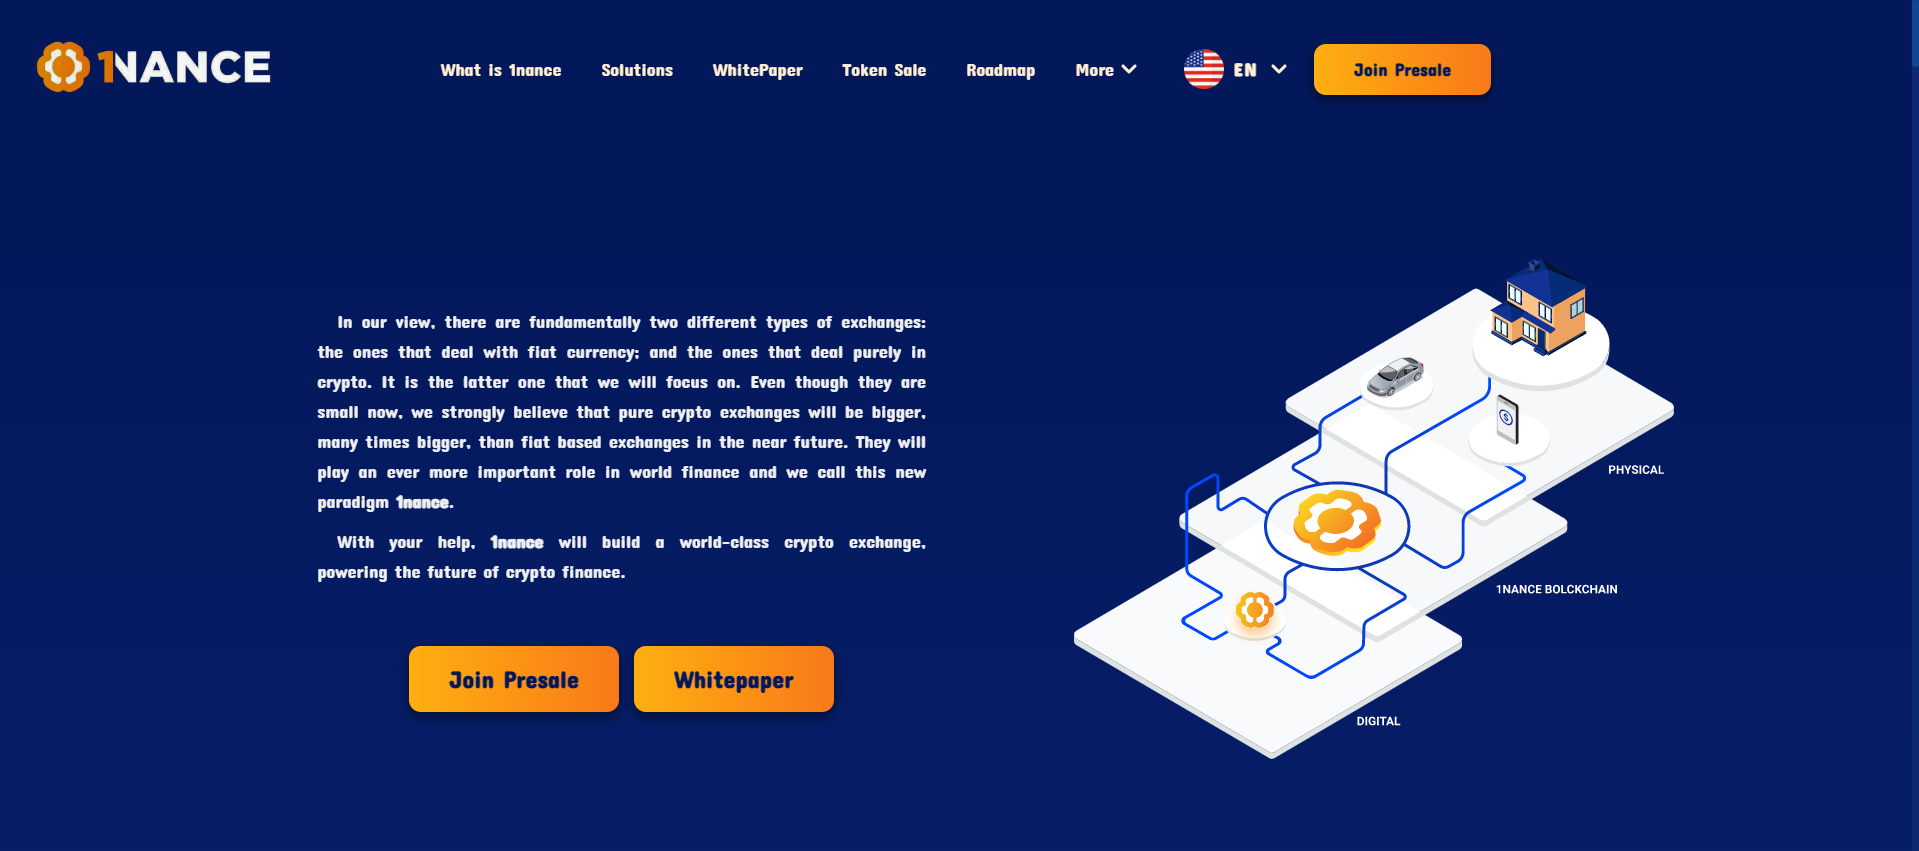 1NANCE
What is 1nance
Solutions
WhitePaper
Token Sale
Roadmap
More
EN
Join Presale
In our view, there are fundamentally two different types of exchanges:
the ones that deal with fiat currency; and the ones that deal purely in
crypto. It is the latter one that we will focus on. Even though they are
small now, we strongly believe that pure crypto exchanges will be bigger,
many times bigger, than fiat based exchanges in the near future. They will
play an ever more important role in world finance and we call this new
paradigm 1nance.
With your help, 1nance will build a world-class crypto exchange,
powering the future of crypto finance.
Join Presale
Whitepaper
$
PHYSICAL
1NANCE BOLCKCHAIN
DIGITAL